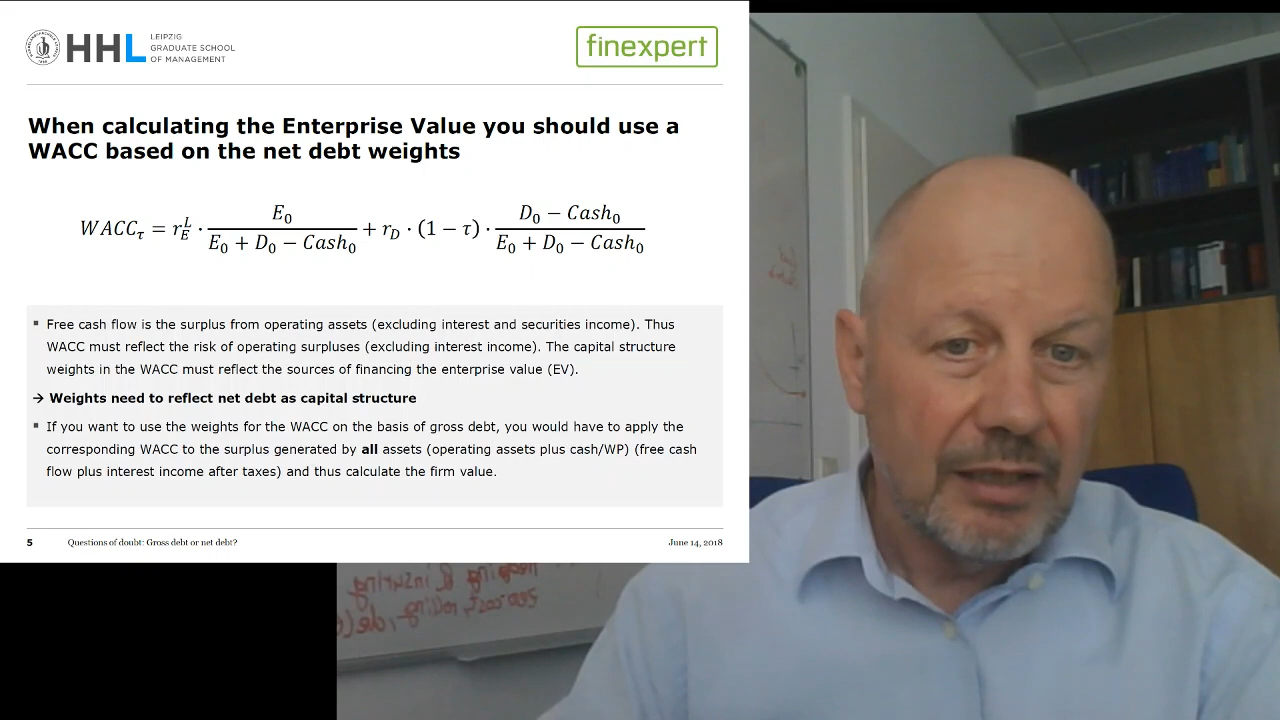 HHL
LEIPZIG
GRADUATE SCHOOL
OF MANAGEMENT
finexpert
When calculating the Enterprise Value you should use a
WACC based on the net debt weights
WACC_τ = r_E^L · E_0 / (E_0 + D_0 − Cash_0) + r_D · (1 − τ) · (D_0 − Cash_0) / (E_0 + D_0 − Cash_0)
▪ Free cash flow is the surplus from operating assets (excluding interest and securities income). Thus
WACC must reflect the risk of operating surpluses (excluding interest income). The capital structure
weights in the WACC must reflect the sources of financing the enterprise value (EV).
→ Weights need to reflect net debt as capital structure
▪ If you want to use the weights for the WACC on the basis of gross debt, you would have to apply the
corresponding WACC to the surplus generated by all assets (operating assets plus cash/WP) (free cash
flow plus interest income after taxes) and thus calculate the firm value.
5 Questions of doubt: Gross debt or net debt? June 14, 2018
hedging & insuring
zero cost, rolling